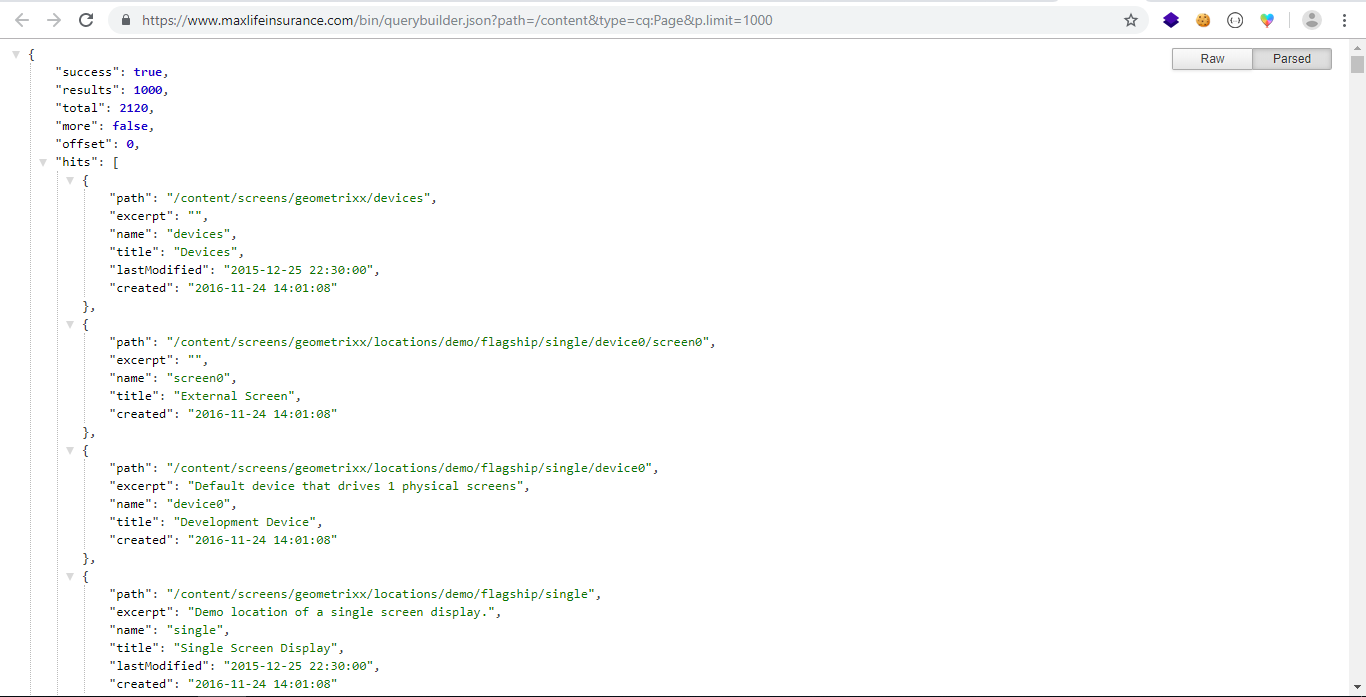 https://www.maxlifeinsurance.com/bin/querybuilder.json?path=/content&type=cq:Page&p.limit=1000
Raw Parsed
{
"success": true,
"results": 1000,
"total": 2120,
"more": false,
"offset": 0,
"hits": [
{
"path": "/content/screens/geometrixx/devices",
"excerpt": "",
"name": "devices",
"title": "Devices",
"lastModified": "2015-12-25 22:30:00",
"created": "2016-11-24 14:01:08"
},
{
"path": "/content/screens/geometrixx/locations/demo/flagship/single/device0/screen0",
"excerpt": "",
"name": "screen0",
"title": "External Screen",
"created": "2016-11-24 14:01:08"
},
{
"path": "/content/screens/geometrixx/locations/demo/flagship/single/device0",
"excerpt": "Default device that drives 1 physical screens",
"name": "device0",
"title": "Development Device",
"created": "2016-11-24 14:01:08"
},
{
"path": "/content/screens/geometrixx/locations/demo/flagship/single",
"excerpt": "Demo location of a single screen display.",
"name": "single",
"title": "Single Screen Display",
"lastModified": "2015-12-25 22:30:00",
"created": "2016-11-24 14:01:08"